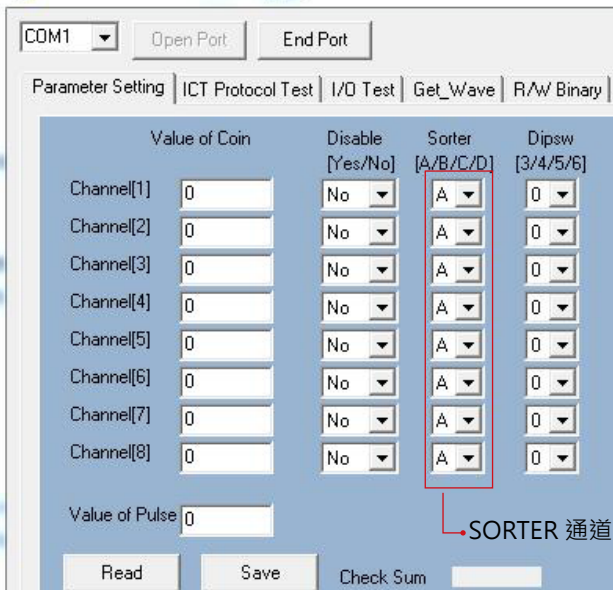 COM1 Open Port End Port
Parameter Setting ICT Protocol Test I/O Test Get_Wave R/W Binary
Value of Coin Disable Sorter Dipsw
[Yes/No] [A/B/C/D] [3/4/5/6]
Channel[1] 0 No A 0
Channel[2] 0 No A 0
Channel[3] 0 No A 0
Channel[4] 0 No A 0
Channel[5] 0 No A 0
Channel[6] 0 No A 0
Channel[7] 0 No A 0
Channel[8] 0 No A 0
Value of Pulse 0
SORTER 通道
Read Save Check Sum